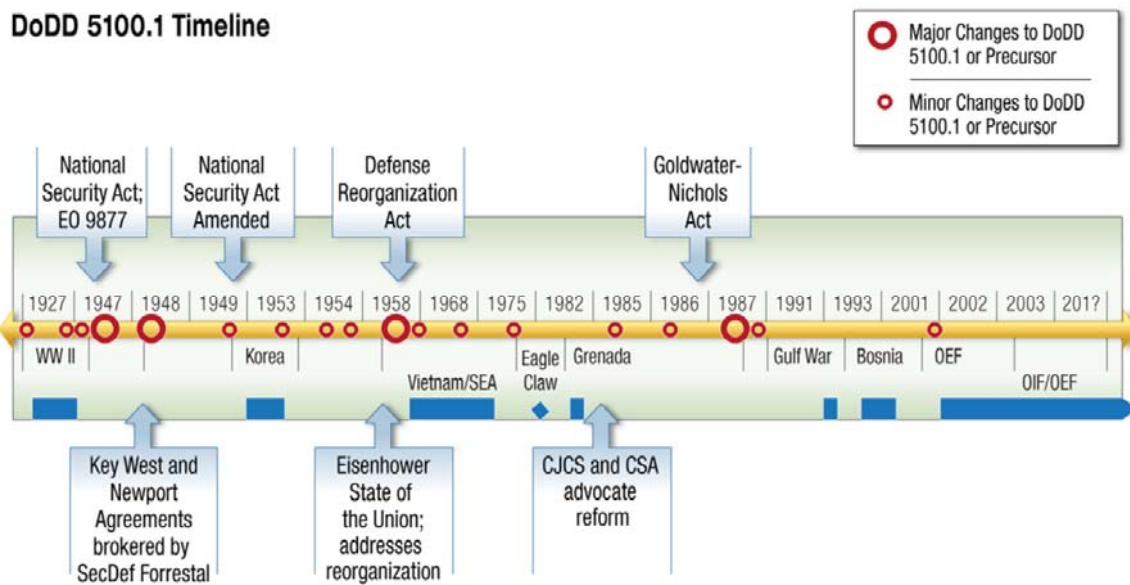 DoDD 5100.1 Timeline
Major Changes to DoDD
5100.1 or Precursor
Minor Changes to DoDD
5100.1 or Precursor
National
Security Act;
EO 9877
National
Security Act
Amended
Defense
Reorganization
Act
Goldwater-
Nichols
Act
1927 1947 1948 1949 1953 1954 1958 1968 1975 1982 1985 1986 1987 1991 1993 2001 2002 2003 201?
WW II
Korea
Vietnam/SEA
Eagle
Claw
Grenada
Gulf War
Bosnia
OEF
OIF/OEF
Key West and
Newport
Agreements
brokered by
SecDef Forrestal
Eisenhower
State of
the Union;
addresses
reorganization
CJCS and CSA
advocate
reform